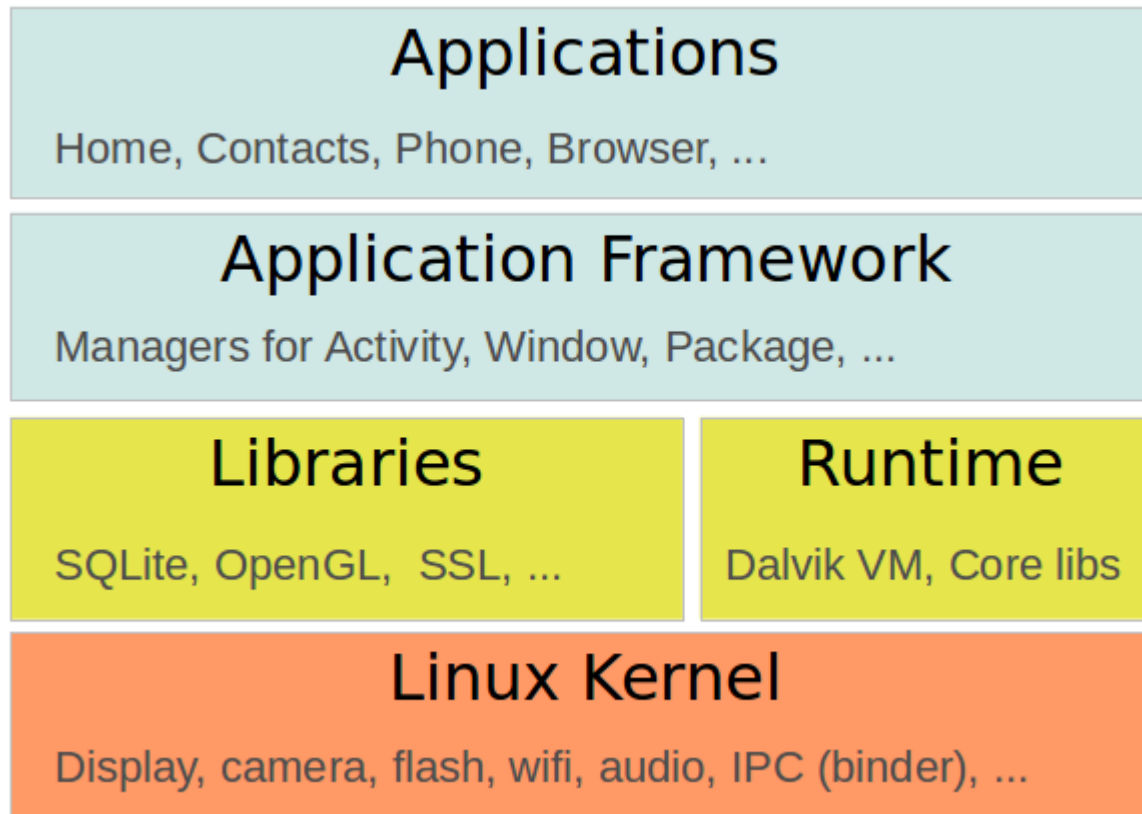 Applications
Home, Contacts, Phone, Browser, ...
Application Framework
Managers for Activity, Window, Package, ...
Libraries
SQLite, OpenGL,  SSL, ...
Runtime
Dalvik VM, Core libs
Linux Kernel
Display, camera, flash, wifi, audio, IPC (binder), ...